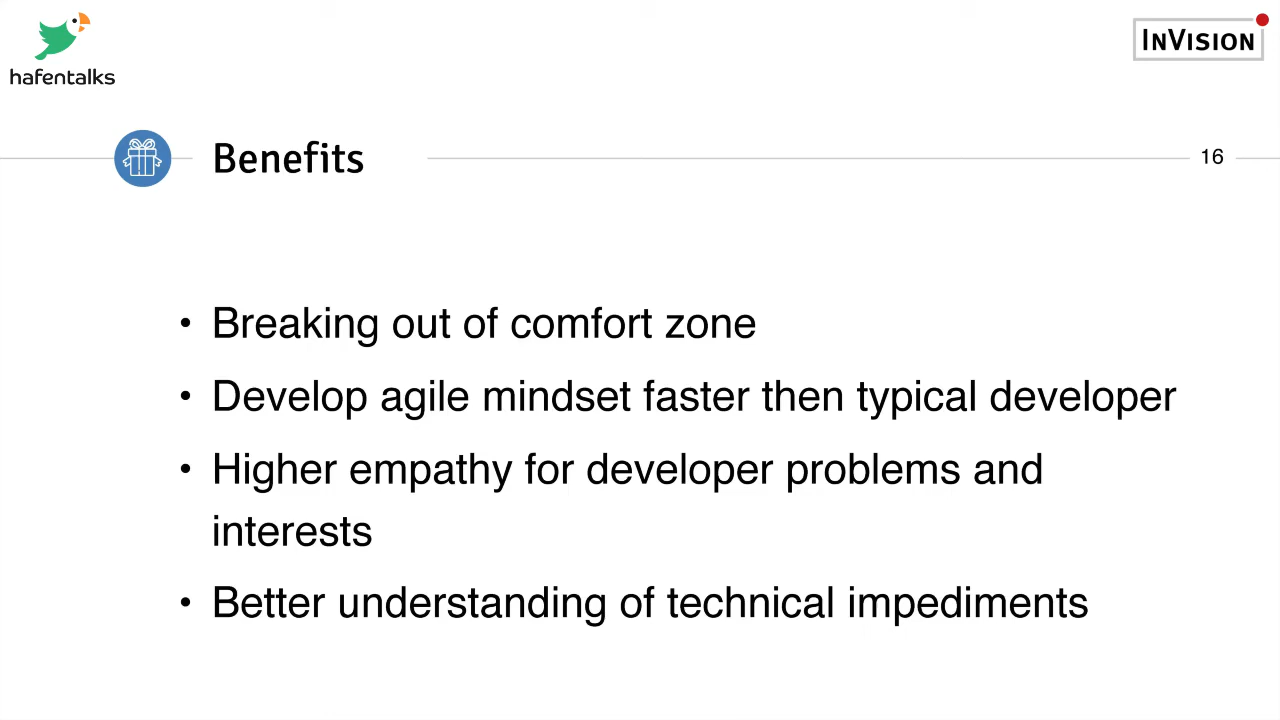 hafentalks
INVISION
Benefits
16
• Breaking out of comfort zone
• Develop agile mindset faster then typical developer
• Higher empathy for developer problems and
interests
• Better understanding of technical impediments